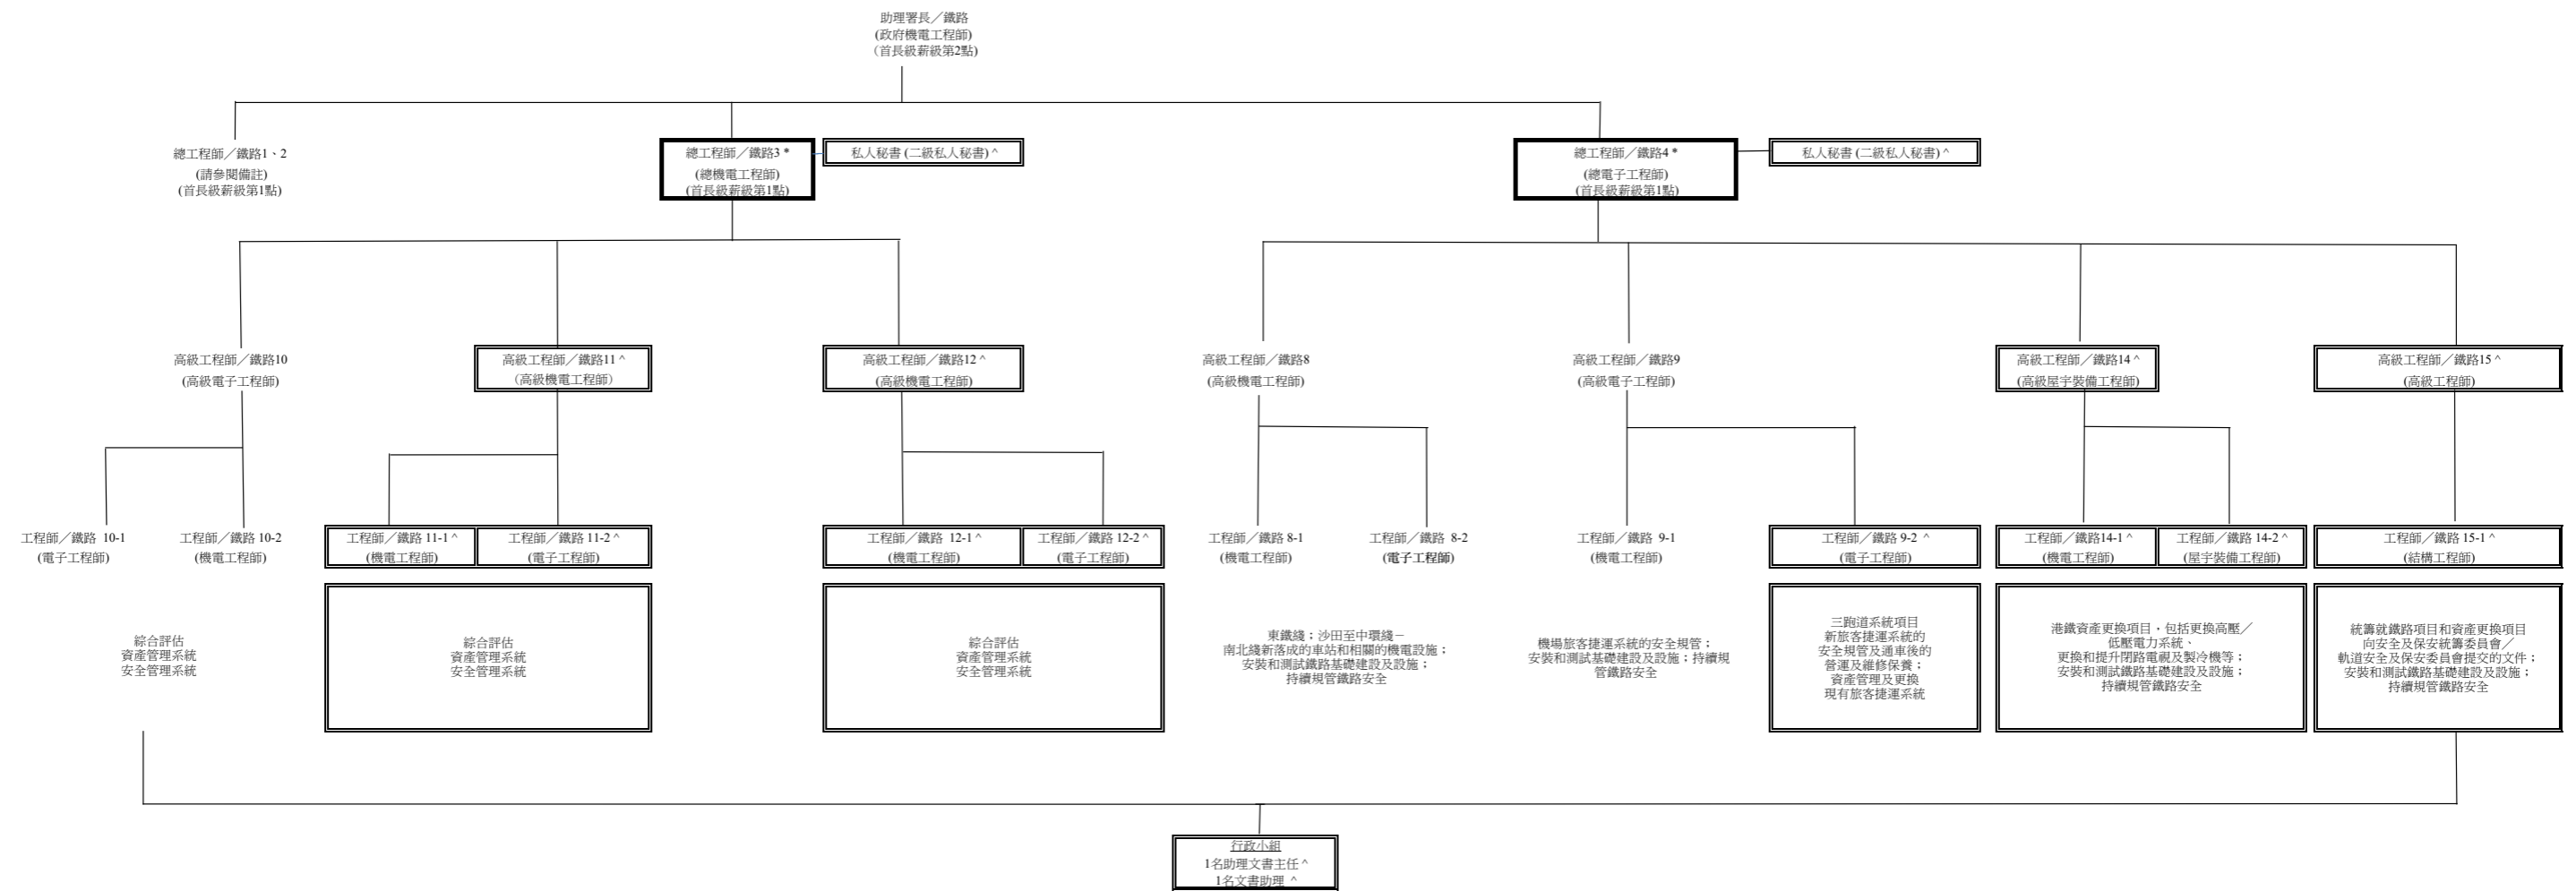 助理署長／鐵路
(政府機電工程師)
（首長級薪級第2點)
總工程師／鐵路1、2
(請參閱備註)
(首長級薪級第1點)
總工程師／鐵路3 *
(總機電工程師)
(首長級薪級第1點)
私人秘書 (二級私人秘書) ^
總工程師／鐵路4 *
(總電子工程師)
(首長級薪級第1點)
私人秘書 (二級私人秘書) ^
高級工程師／鐵路10
(高級電子工程師)
高級工程師／鐵路11 ^
（高級機電工程師）
高級工程師／鐵路12 ^
(高級機電工程師)
高級工程師／鐵路8
(高級機電工程師)
高級工程師／鐵路9
(高級電子工程師)
高級工程師／鐵路14 ^
(高級屋宇裝備工程師)
高級工程師／鐵路15 ^
(高級工程師)
工程師／鐵路 10-1
(電子工程師)
工程師／鐵路 10-2
(機電工程師)
工程師／鐵路 11-1 ^
(機電工程師)
工程師／鐵路 11-2 ^
(電子工程師)
工程師／鐵路 12-1 ^
(機電工程師)
工程師／鐵路 12-2 ^
(電子工程師)
工程師／鐵路 8-1
(機電工程師)
工程師／鐵路 8-2
(電子工程師)
工程師／鐵路 9-1
(機電工程師)
工程師／鐵路 9-2 ^
(電子工程師)
工程師／鐵路14-1 ^
(機電工程師)
工程師／鐵路 14-2 ^
(屋宇裝備工程師)
工程師／鐵路 15-1 ^
(結構工程師)
綜合評估
資產管理系統
安全管理系統
綜合評估
資產管理系統
安全管理系統
綜合評估
資產管理系統
安全管理系統
東鐵綫；沙田至中環綫－
南北綫新落成的車站和相關的機電設施；
安裝和測試鐵路基礎建設及設施；
持續規管鐵路安全
機場旅客捷運系統的安全規管；
安裝和測試基礎建設及設施；持續規
管鐵路安全
三跑道系統項目
新旅客捷運系統的
安全規管及通車後的
營運及維修保養；
資產管理及更換
現有旅客捷運系統
港鐵資產更換項目，包括更換高壓／
低壓電力系統、
更換和提升閉路電視及製冷機等；
安裝和測試鐵路基礎建設及設施；
持續規管鐵路安全
統籌就鐵路項目和資產更換項目
向安全及保安統籌委員會／
軌道安全及保安委員會提交的文件；
安裝和測試鐵路基礎建設及設施；
持續規管鐵路安全
行政小組
1名助理文書主任 ^
1名文書助理 ^